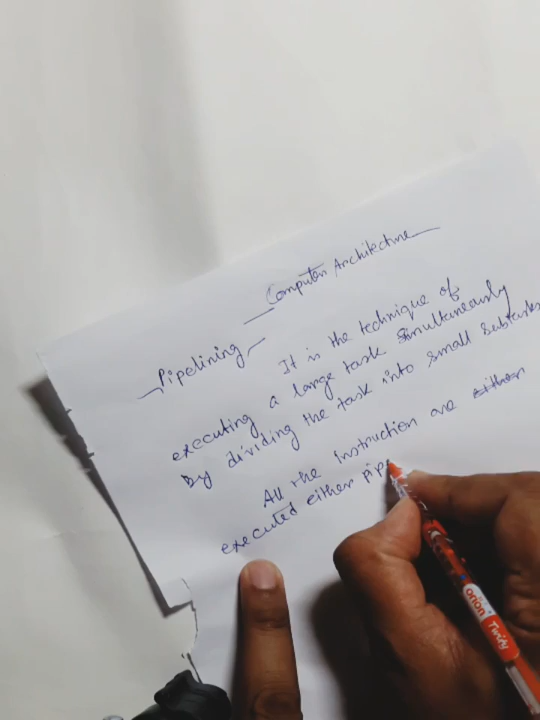 Computer Architecture
Pipelining
It is the technique of
executing a large task simultaneously
by dividing the task into small subtasks
All the instruction are either
executed either pip
orion Twity